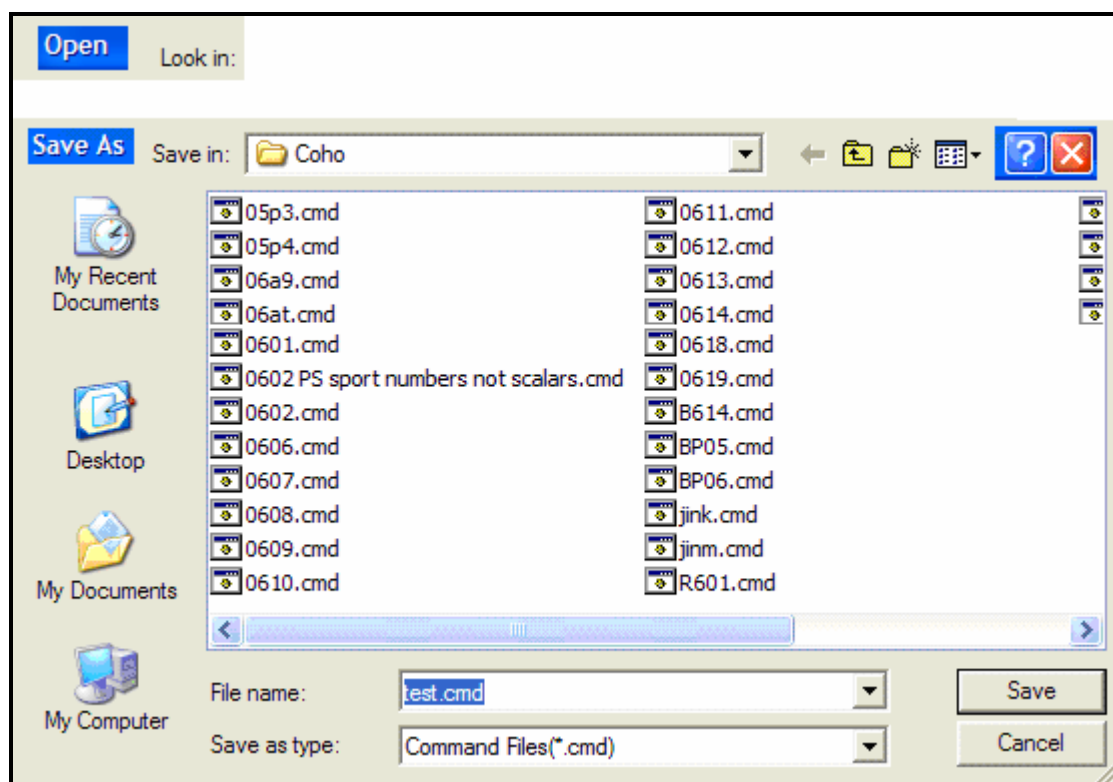 Open Look in:
Save As Save in: Coho
My Recent
Documents
Desktop
My Documents
My Computer
05p3.cmd
05p4.cmd
06a9.cmd
06at.cmd
0601.cmd
0602 PS sport numbers not scalars.cmd
0602.cmd
0606.cmd
0607.cmd
0608.cmd
0609.cmd
0610.cmd
0611.cmd
0612.cmd
0613.cmd
0614.cmd
0618.cmd
0619.cmd
B614.cmd
BP05.cmd
BP06.cmd
jink.cmd
jinm.cmd
R601.cmd
File name: test.cmd Save
Save as type: Command Files(*.cmd) Cancel